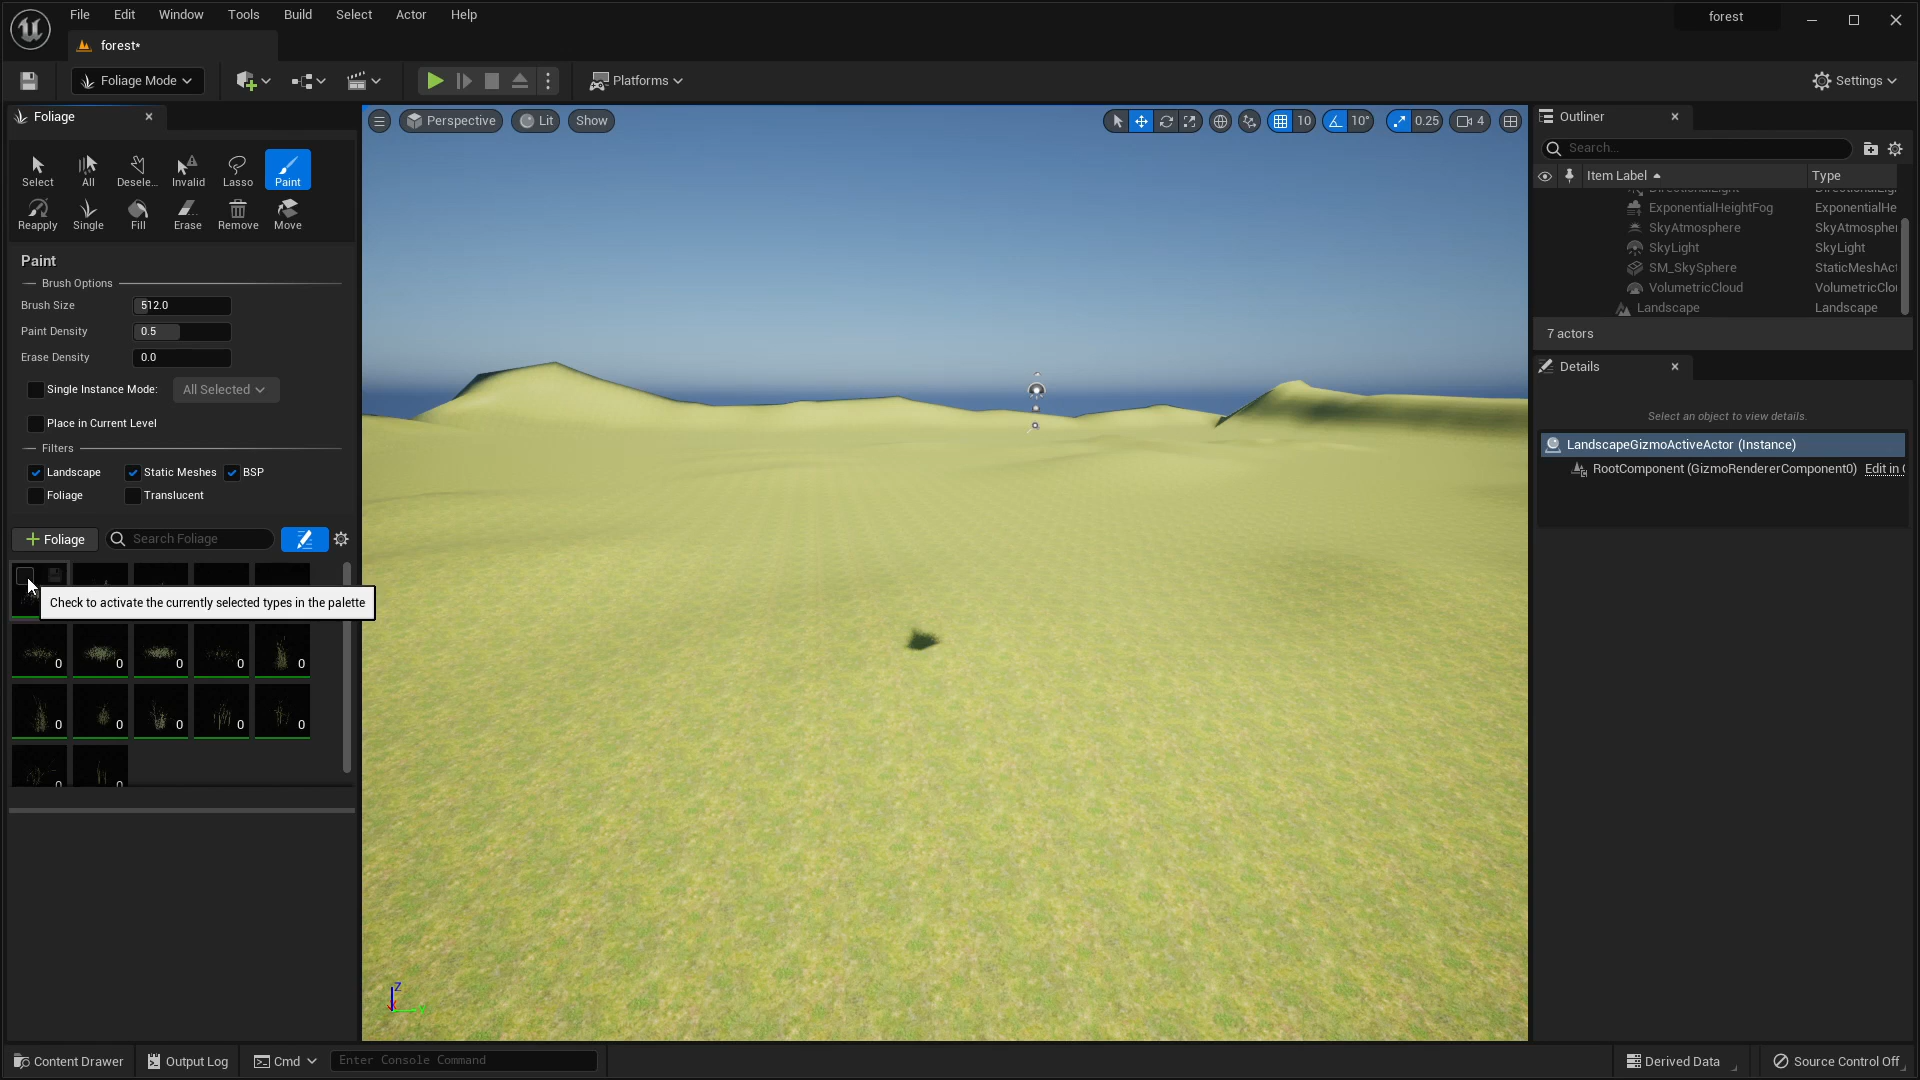 File Edit Window Tools Build Select Actor Help
forest
forest*
Foliage Mode
Platforms
Settings
Foliage
Select All Desele... Invalid Lasso Paint
Reapply Single Fill Erase Remove Move
Paint
Brush Options
Brush Size 512.0
Paint Density 0.5
Erase Density 0.0
Single Instance Mode: All Selected
Place in Current Level
Filters
Landscape Static Meshes BSP
Foliage Translucent
+ Foliage Search Foliage
Check to activate the currently selected types in the palette
0 0 0 0 0
0 0 0 0 0
0 0
Perspective Lit Show
10 10° 0.25 4
Z
Outliner
Search...
Item Label Type
ExponentialHeightFog ExponentialHe
SkyAtmosphere SkyAtmospher
SkyLight SkyLight
SM_SkySphere StaticMeshAct
VolumetricCloud VolumetricClou
Landscape Landscape
7 actors
Details
Select an object to view details.
LandscapeGizmoActiveActor (Instance)
RootComponent (GizmoRendererComponent0) Edit in C
Content Drawer Output Log Cmd Enter Console Command
Derived Data Source Control Off